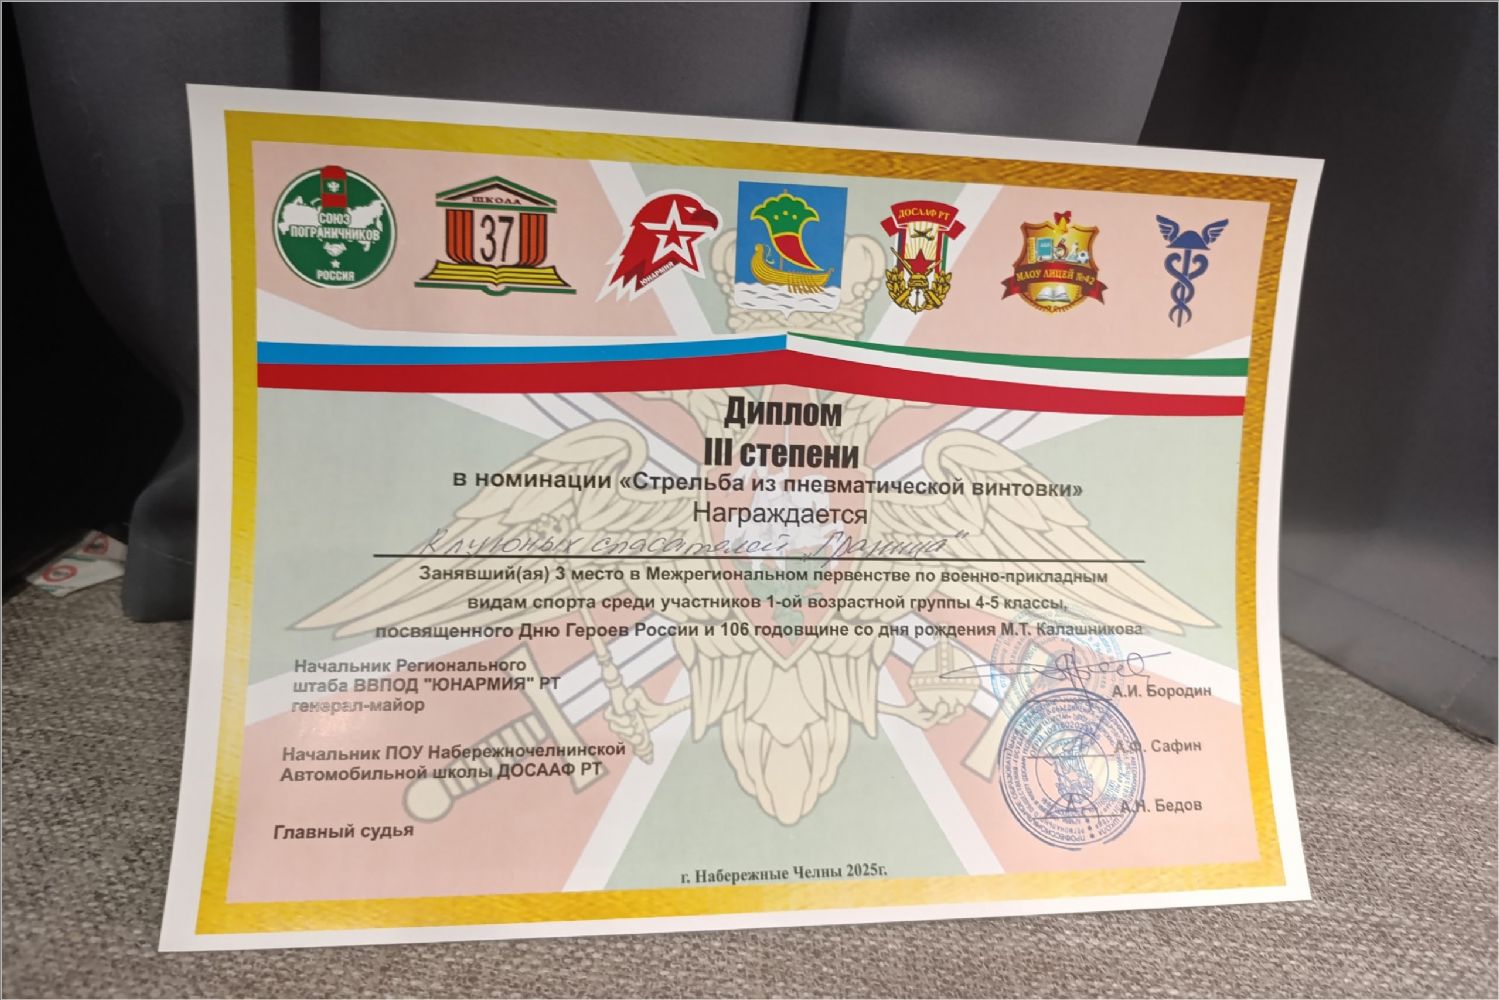 СОЮЗ
ПОГРАНИЧНИКОВ
РОССИЯ
ШКОЛА
37
ЮНАРМИЯ
ДОСААФ РТ
МАОУ ЛИЦЕЙ №42
Диплом
III степени
в номинации «Стрельба из пневматической винтовки»
Награждается
Клуб юных спасателей „Граница"
Занявший(ая) 3 место в Межрегиональном первенстве по военно-прикладным
видам спорта среди участников 1-ой возрастной группы 4-5 классы,
посвященного Дню Героев России и 106 годовщине со дня рождения М.Т. Калашникова
Начальник Регионального
штаба ВВПОД "ЮНАРМИЯ" РТ
генерал-майор
А.И. Бородин
Начальник ПОУ Набережночелнинской
Автомобильной школы ДОСААФ РТ
А.Ф. Сафин
Главный судья
А.Н. Бедов
г. Набережные Челны 2025г.